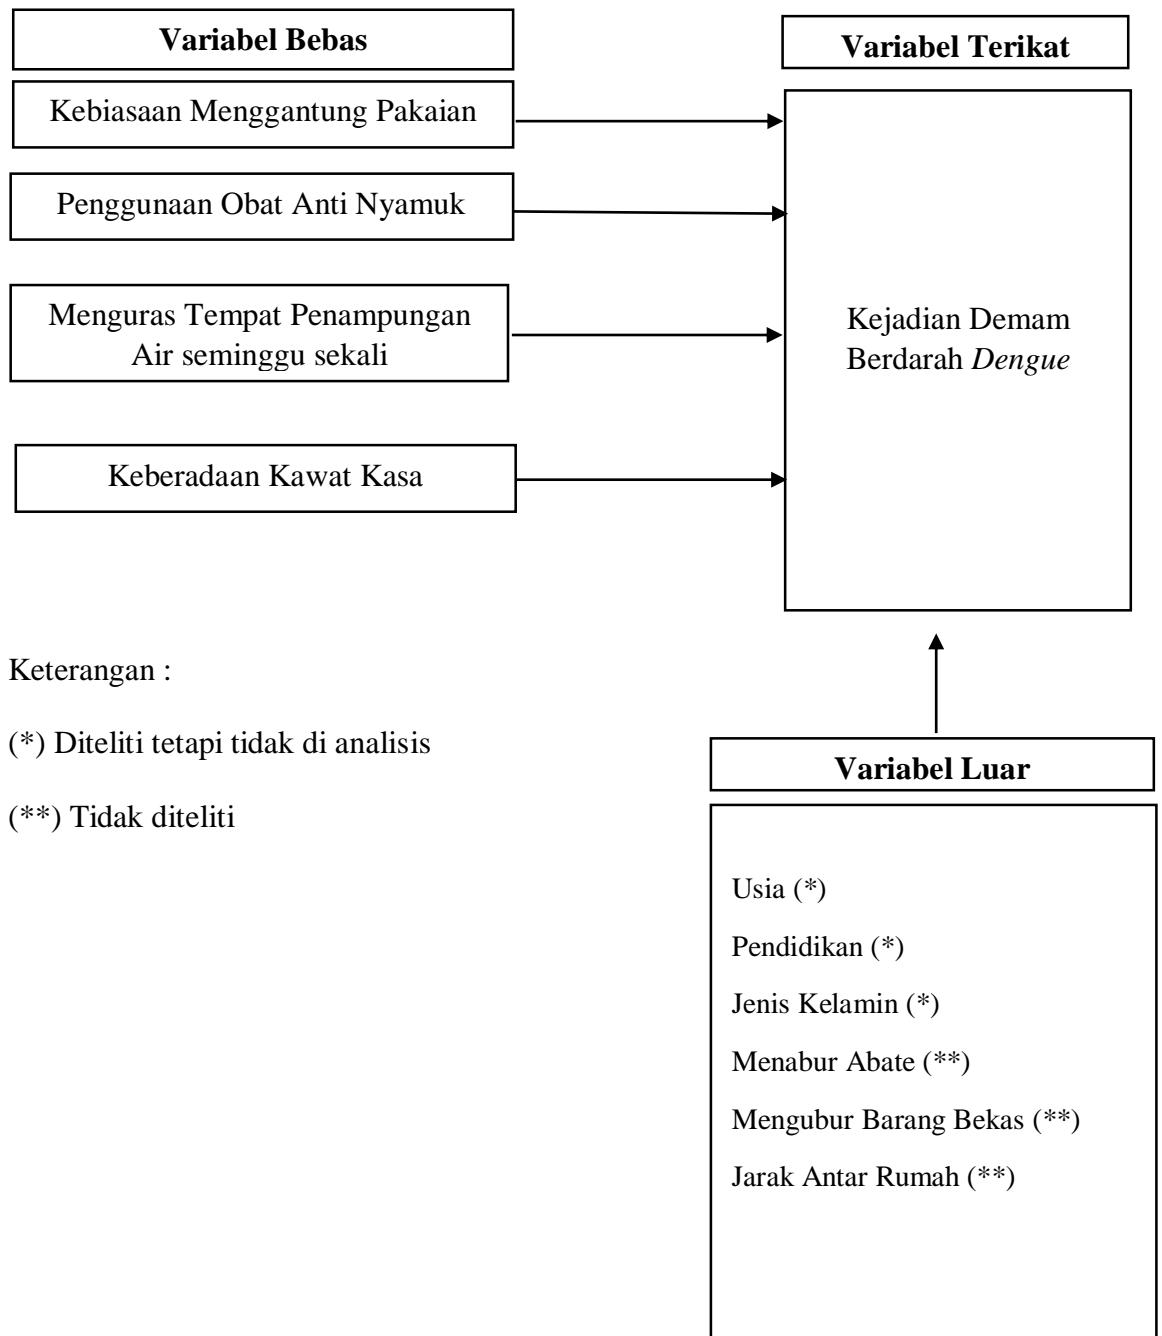 Variabel Bebas
Variabel Terikat
Kebiasaan Menggantung Pakaian
Penggunaan Obat Anti Nyamuk
Menguras Tempat Penampungan
Air seminggu sekali
Keberadaan Kawat Kasa
Kejadian Demam
Berdarah Dengue
Keterangan :
(*) Diteliti tetapi tidak di analisis
(**) Tidak diteliti
Variabel Luar
Usia (*)
Pendidikan (*)
Jenis Kelamin (*)
Menabur Abate (**)
Mengubur Barang Bekas (**)
Jarak Antar Rumah (**)